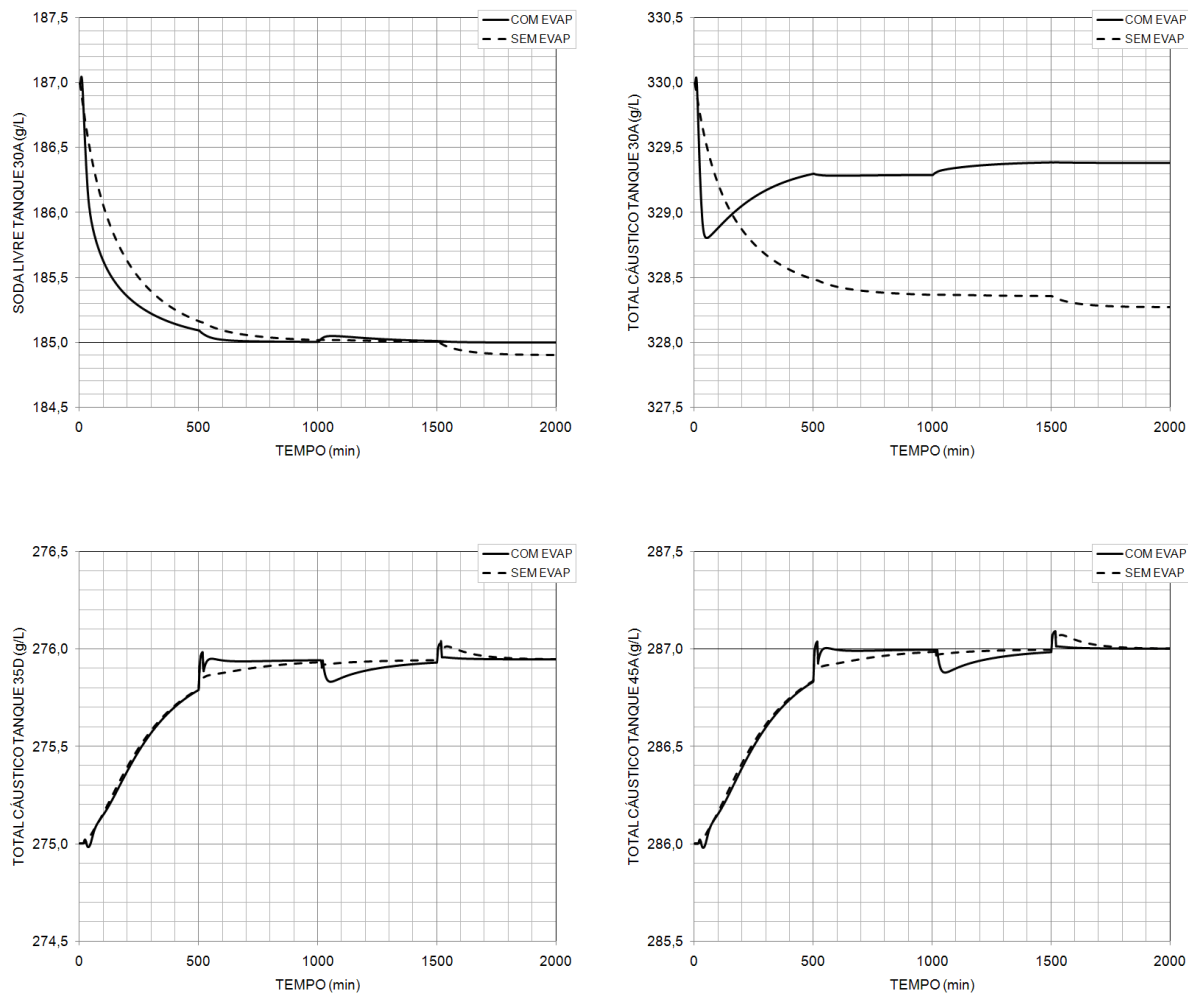 187,5
187,0
186,5
186,0
185,5
185,0
184,5
SODA LIVRE TANQUE 30A (g/L)
COM EVAP
SEM EVAP
0
500
1000
1500
2000
TEMPO (min)
330,5
330,0
329,5
329,0
328,5
328,0
327,5
TOTAL CÁUSTICO TANQUE 30A (g/L)
COM EVAP
SEM EVAP
0
500
1000
1500
2000
TEMPO (min)
276,5
276,0
275,5
275,0
274,5
TOTAL CÁUSTICO TANQUE 35D (g/L)
COM EVAP
SEM EVAP
0
500
1000
1500
2000
TEMPO (min)
287,5
287,0
286,5
286,0
285,5
TOTAL CÁUSTICO TANQUE 45A (g/L)
COM EVAP
SEM EVAP
0
500
1000
1500
2000
TEMPO (min)